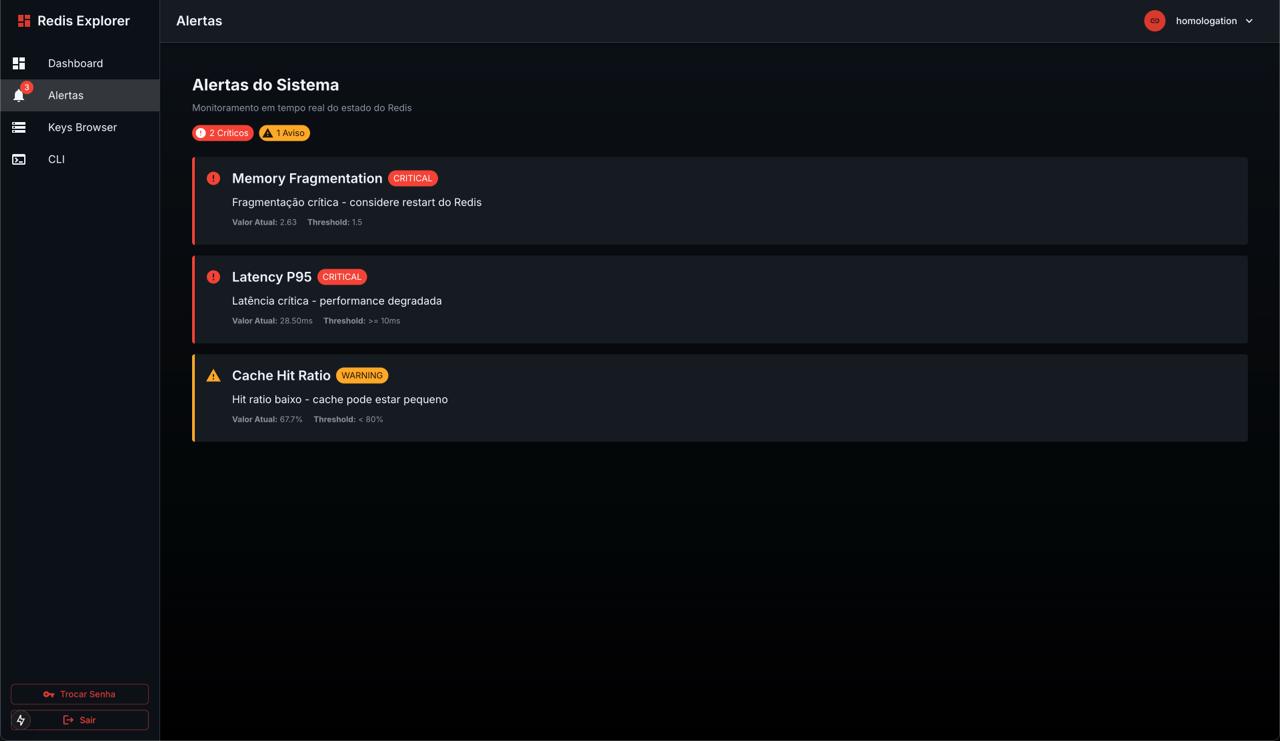 Redis Explorer
Dashboard
3
Alertas
Keys Browser
CLI
Trocar Senha
Sair
Alertas
homologation
Alertas do Sistema
Monitoramento em tempo real do estado do Redis
2 Críticos 1 Aviso
Memory Fragmentation CRITICAL
Fragmentação crítica - considere restart do Redis
Valor Atual: 2.63 Threshold: 1.5
Latency P95 CRITICAL
Latência crítica - performance degradada
Valor Atual: 28.50ms Threshold: >= 10ms
Cache Hit Ratio WARNING
Hit ratio baixo - cache pode estar pequeno
Valor Atual: 67.7% Threshold: < 80%